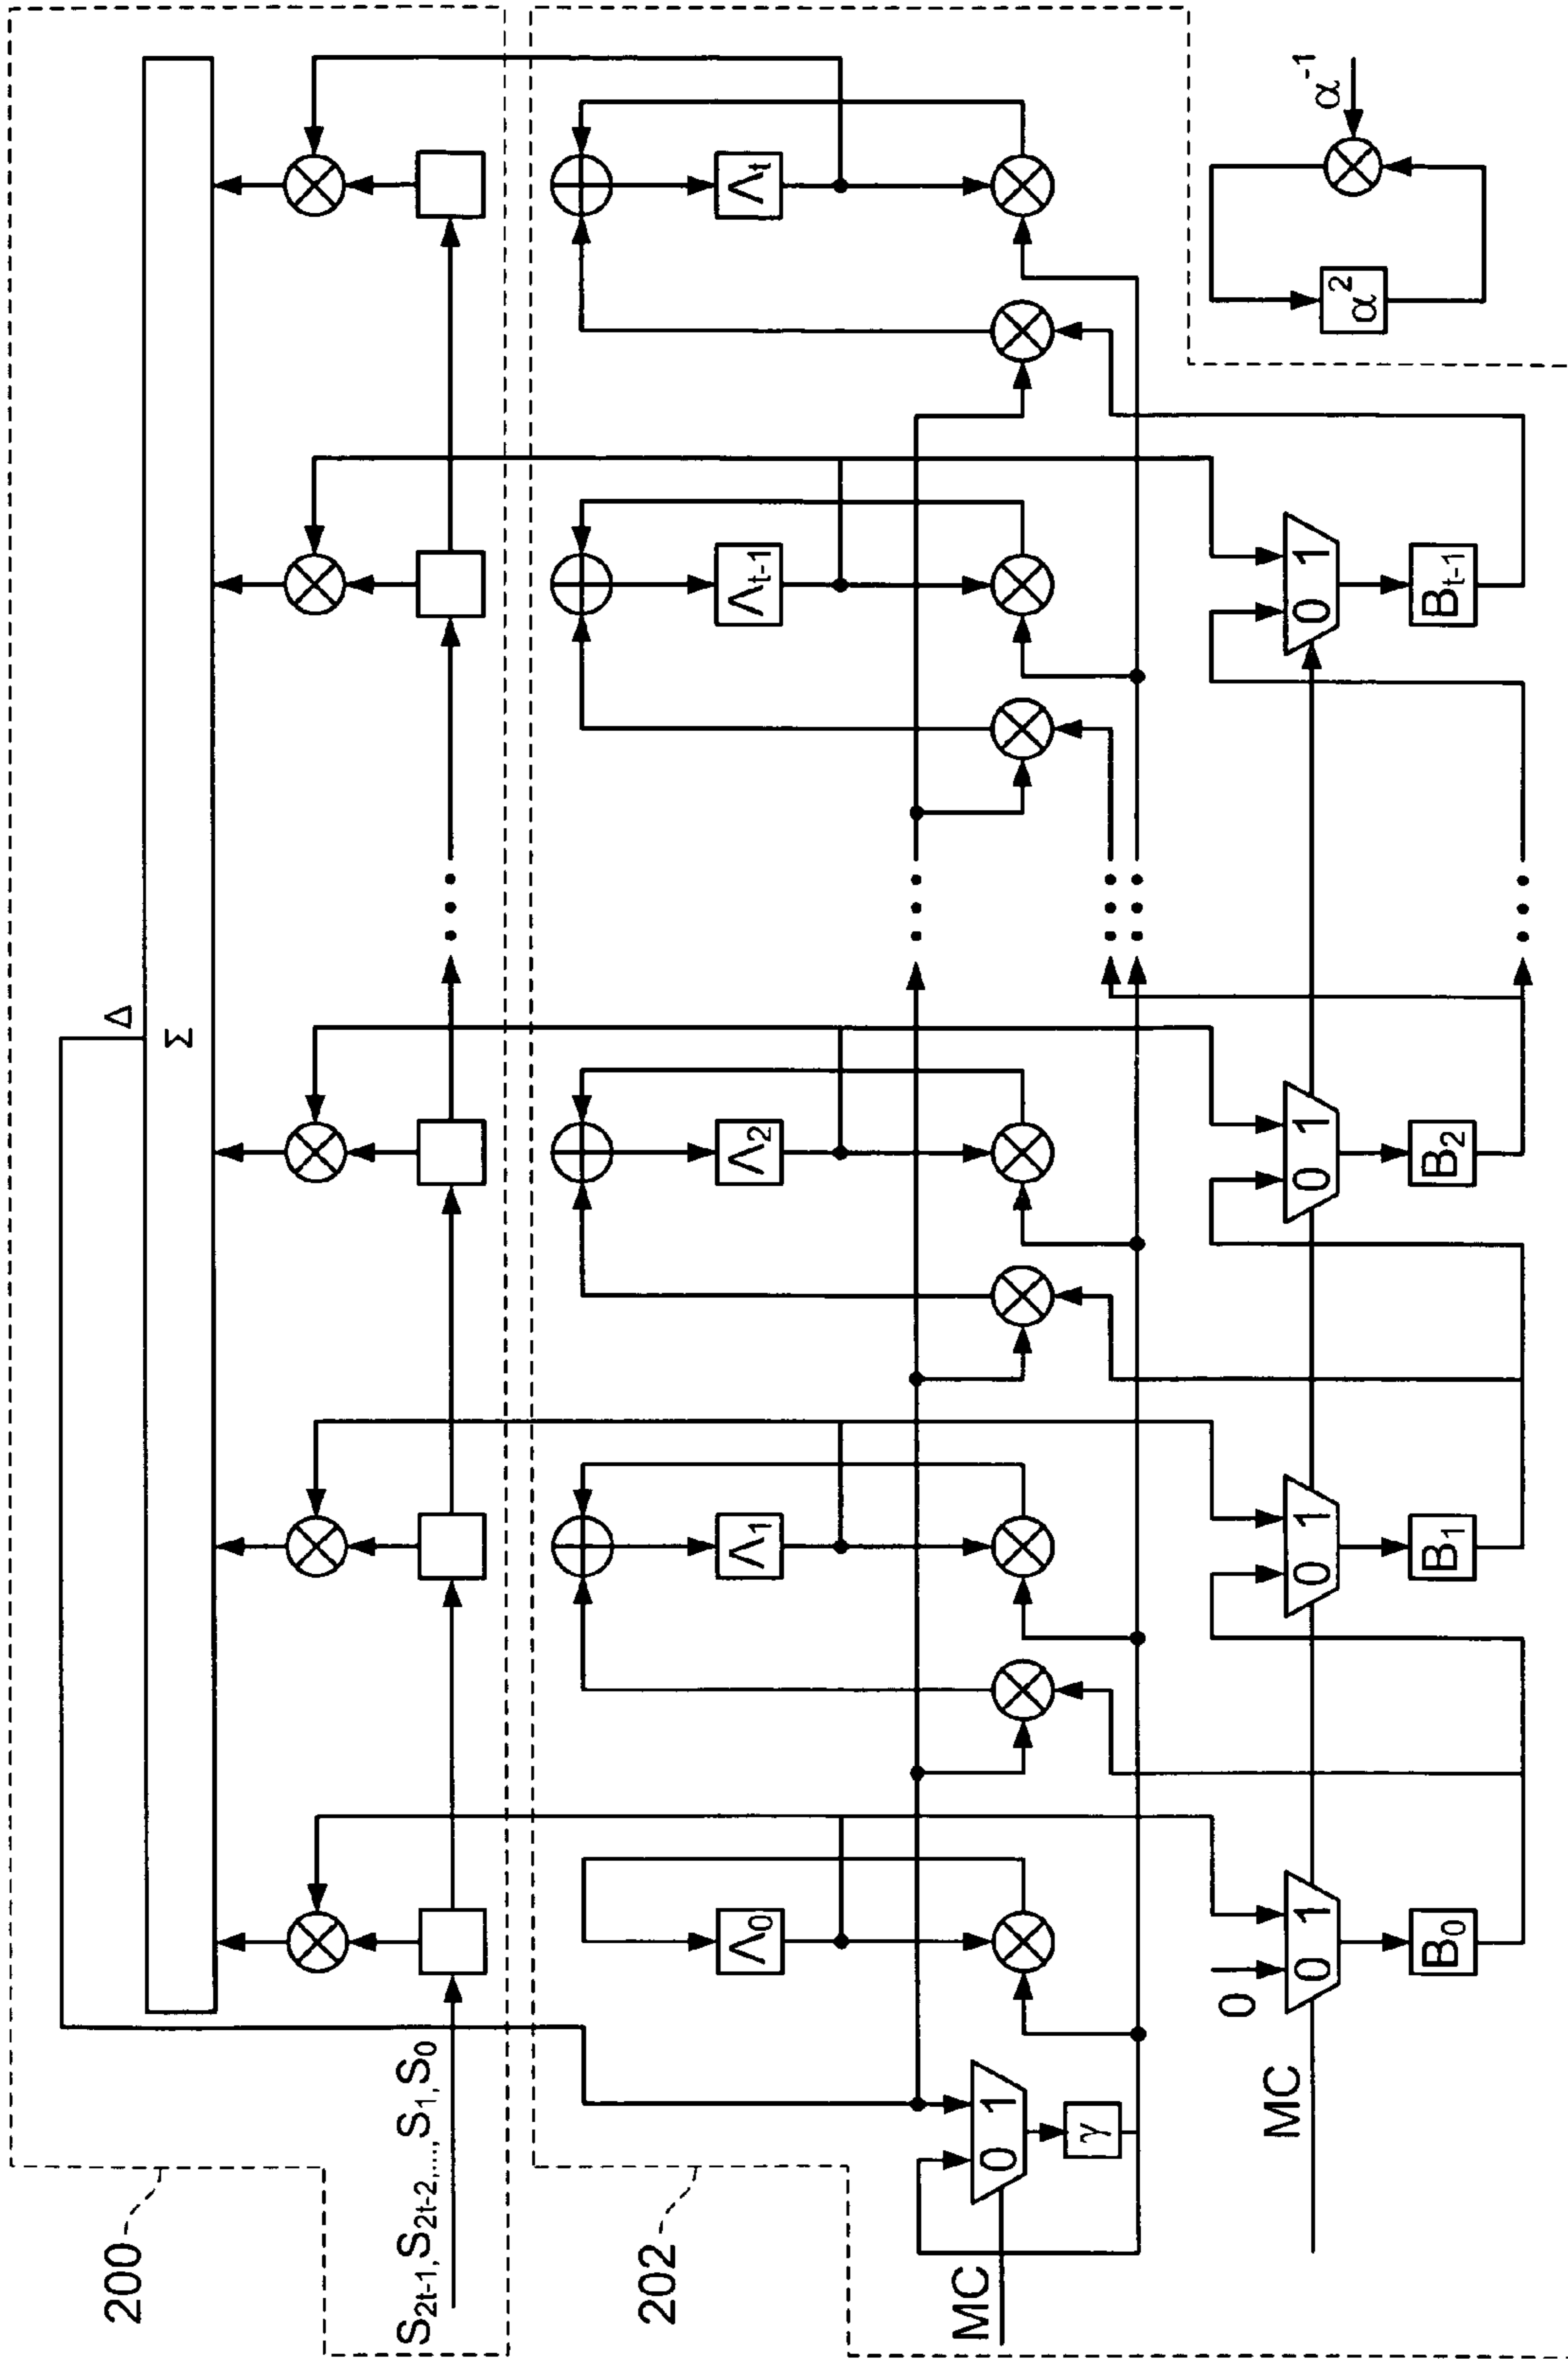 200
Δ
Σ
S2t-1,S2t-2,...,S1,S0
202
Λ0
Λ1
Λ2
...
Λt-1
Λt
MC
0 1
γ
MC
0
0 1
0 1
0 1
0 1
B0
B1
B2
Bt-1
α²
α⁻¹